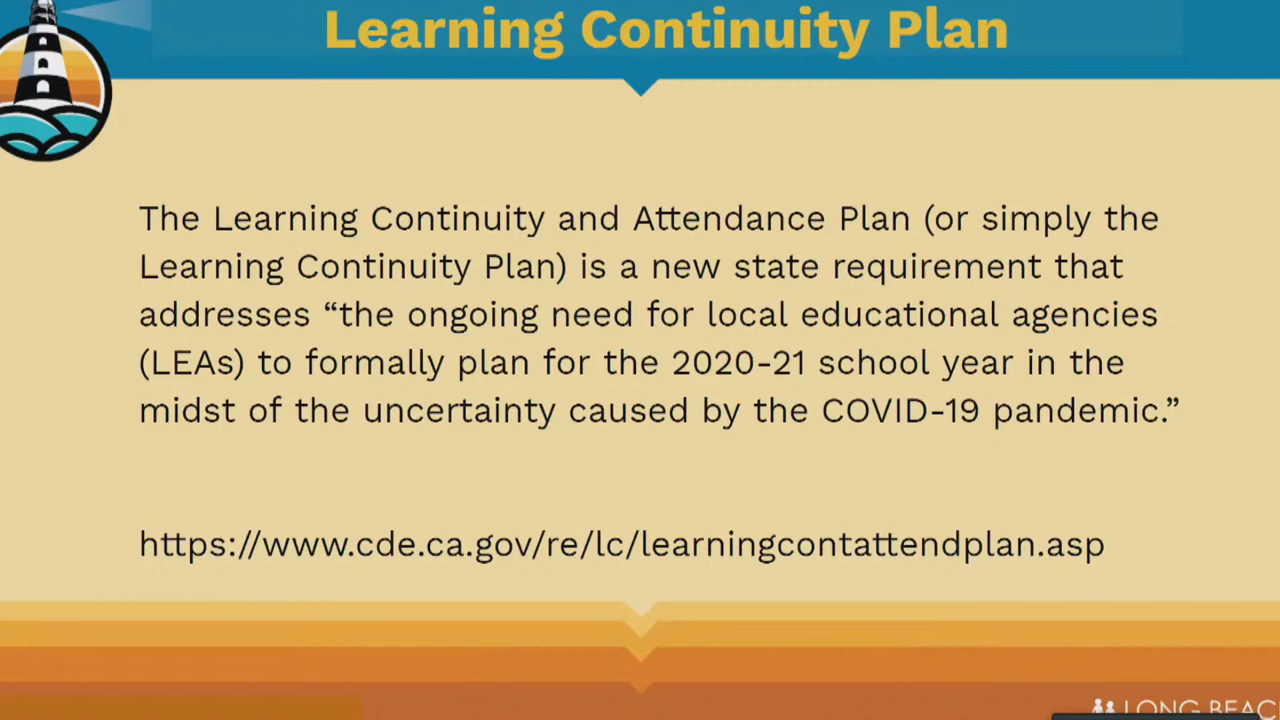 Learning Continuity Plan
The Learning Continuity and Attendance Plan (or simply the
Learning Continuity Plan) is a new state requirement that
addresses “the ongoing need for local educational agencies
(LEAs) to formally plan for the 2020-21 school year in the
midst of the uncertainty caused by the COVID-19 pandemic.”
https://www.cde.ca.gov/re/lc/learningcontattendplan.asp
LONG BEAC